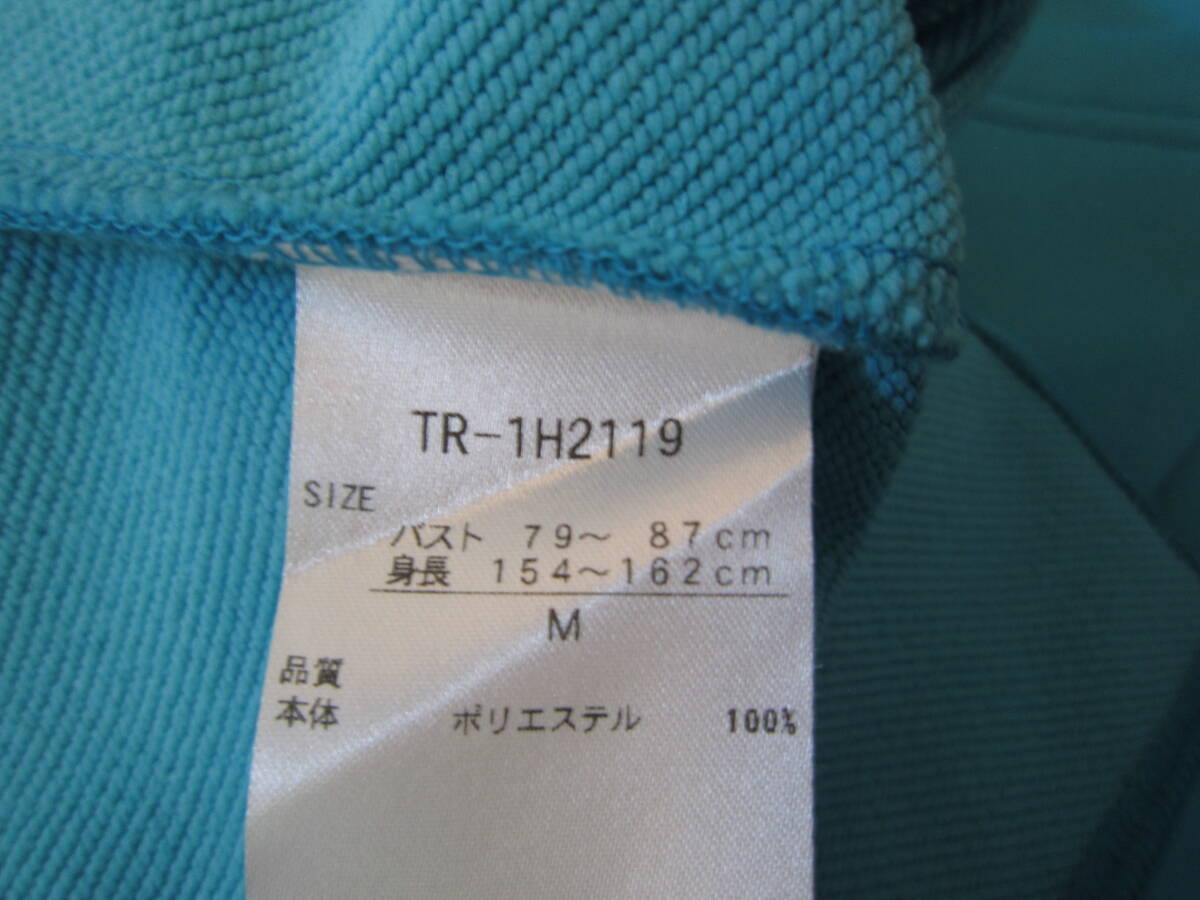 TR-1H2119
SIZE
バスト 79～ 87cm
身長 154～162cm
M
品質
本体 ポリエステル 100%